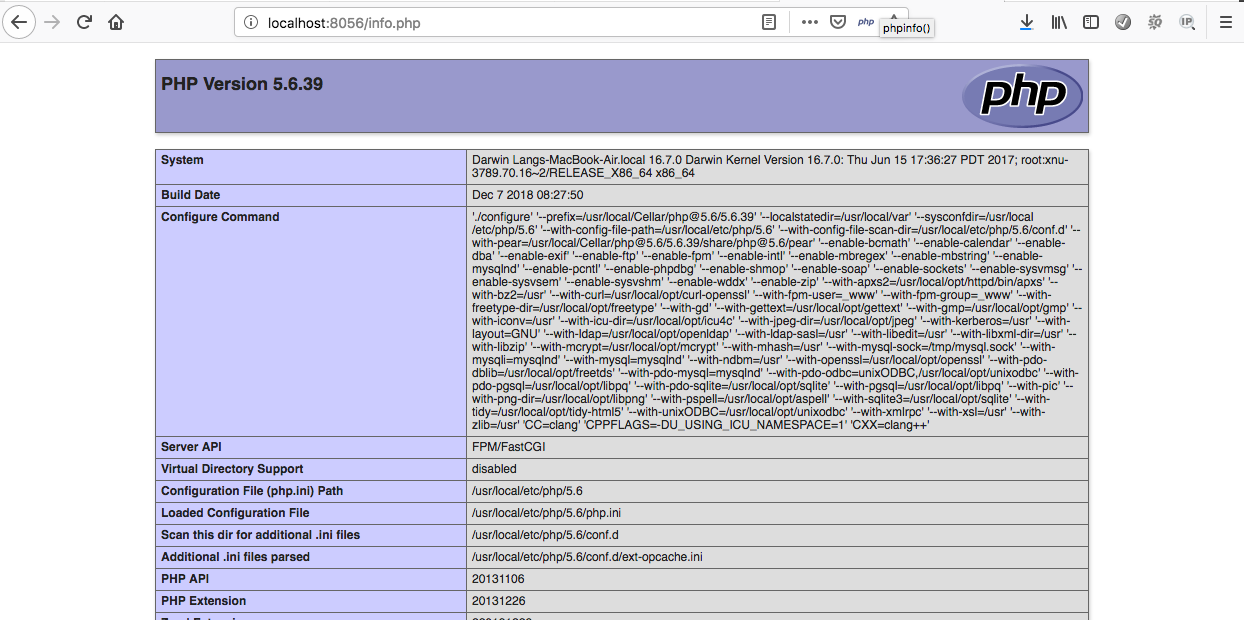 localhost:8056/info.php
php
phpinfo()
IP
PHP Version 5.6.39
php
System
Darwin Langs-MacBook-Air.local 16.7.0 Darwin Kernel Version 16.7.0: Thu Jun 15 17:36:27 PDT 2017; root:xnu-
3789.70.16~2/RELEASE_X86_64 x86_64
Build Date
Dec 7 2018 08:27:50
Configure Command
'./configure' '--prefix=/usr/local/Cellar/php@5.6/5.6.39' '--localstatedir=/usr/local/var' '--sysconfdir=/usr/local
/etc/php/5.6' '--with-config-file-path=/usr/local/etc/php/5.6' '--with-config-file-scan-dir=/usr/local/etc/php/5.6/conf.d' '--
with-pear=/usr/local/Cellar/php@5.6/5.6.39/share/php@5.6/pear' '--enable-bcmath' '--enable-calendar' '--enable-
dba' '--enable-exif' '--enable-ftp' '--enable-fpm' '--enable-intl' '--enable-mbregex' '--enable-mbstring' '--enable-
mysqlnd' '--enable-pcntl' '--enable-phpdbg' '--enable-shmop' '--enable-soap' '--enable-sockets' '--enable-sysvmsg' '--
enable-sysvsem' '--enable-sysvshm' '--enable-wddx' '--enable-zip' '--with-apxs2=/usr/local/opt/httpd/bin/apxs' '--
with-bz2=/usr' '--with-curl=/usr/local/opt/curl-openssl' '--with-fpm-user=_www' '--with-fpm-group=_www' '--with-
freetype-dir=/usr/local/opt/freetype' '--with-gd' '--with-gettext=/usr/local/opt/gettext' '--with-gmp=/usr/local/opt/gmp' '--
with-iconv=/usr' '--with-icu-dir=/usr/local/opt/icu4c' '--with-jpeg-dir=/usr/local/opt/jpeg' '--with-kerberos=/usr' '--with-
layout=GNU' '--with-ldap=/usr/local/opt/openldap' '--with-ldap-sasl=/usr' '--with-libedit=/usr' '--with-libxml-dir=/usr' '--
with-libzip' '--with-mcrypt=/usr/local/opt/mcrypt' '--with-mhash=/usr' '--with-mysql-sock=/tmp/mysql.sock' '--with-
mysqli=mysqlnd' '--with-mysql=mysqlnd' '--with-ndbm=/usr' '--with-openssl=/usr/local/opt/openssl' '--with-pdo-
dblib=/usr/local/opt/freetds' '--with-pdo-mysql=mysqlnd' '--with-pdo-odbc=unixODBC,/usr/local/opt/unixodbc' '--with-
pdo-pgsql=/usr/local/opt/libpq' '--with-pdo-sqlite=/usr/local/opt/sqlite' '--with-pgsql=/usr/local/opt/libpq' '--with-pic' '--
with-png-dir=/usr/local/opt/libpng' '--with-pspell=/usr/local/opt/aspell' '--with-sqlite3=/usr/local/opt/sqlite' '--with-
tidy=/usr/local/opt/tidy-html5' '--with-unixODBC=/usr/local/opt/unixodbc' '--with-xmlrpc' '--with-xsl=/usr' '--with-
zlib=/usr' 'CC=clang' 'CPPFLAGS=-DU_USING_ICU_NAMESPACE=1' 'CXX=clang++'
Server API
FPM/FastCGI
Virtual Directory Support
disabled
Configuration File (php.ini) Path
/usr/local/etc/php/5.6
Loaded Configuration File
/usr/local/etc/php/5.6/php.ini
Scan this dir for additional .ini files
/usr/local/etc/php/5.6/conf.d
Additional .ini files parsed
/usr/local/etc/php/5.6/conf.d/ext-opcache.ini
PHP API
20131106
PHP Extension
20131226